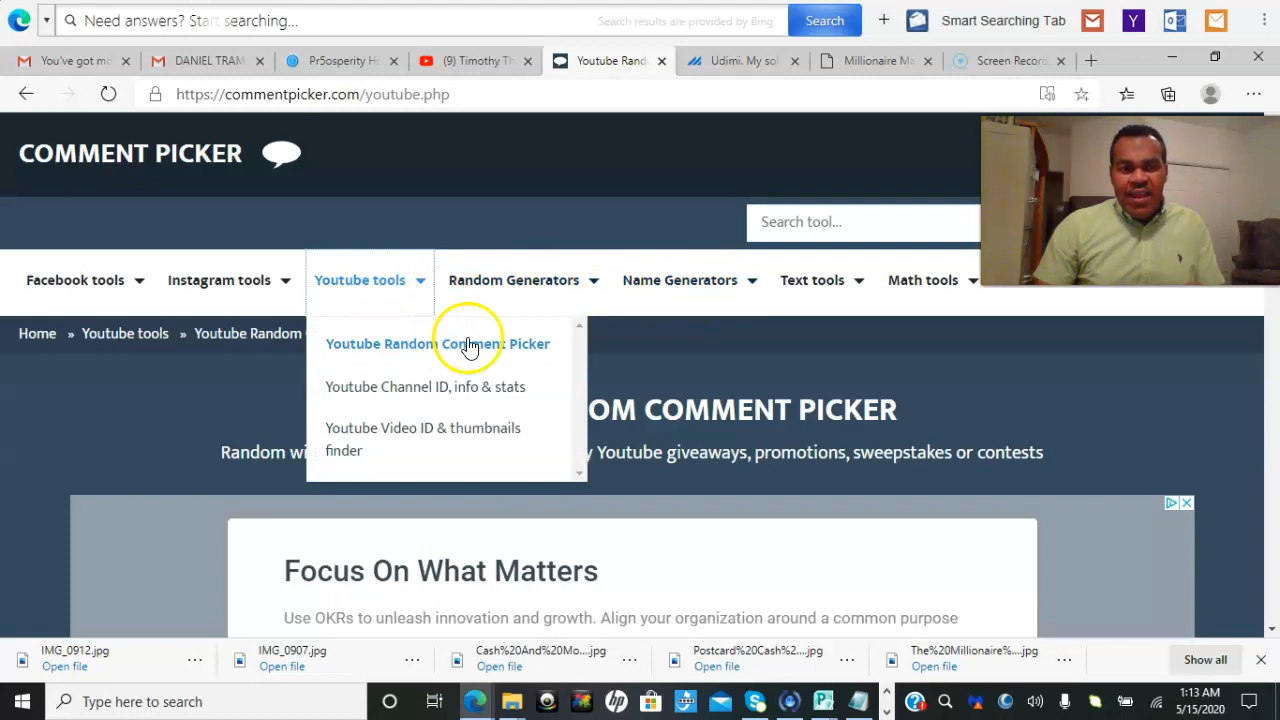 Need answers? Start searching...
Search results are provided by Bing
Search
Smart Searching Tab
You've got mo
DANIEL TRAM
Pr5osperity He
(9) Timothy Th
Youtube Rand
Udimi. My sol
Millionaire Ma
Screen Recor
https://commentpicker.com/youtube.php
COMMENT PICKER
Search tool...
Facebook tools
Instagram tools
Youtube tools
Random Generators
Name Generators
Text tools
Math tools
Home » Youtube tools » Youtube Random
Youtube Random Comment Picker
Youtube Channel ID, info & stats
Youtube Video ID & thumbnails
finder
OM COMMENT PICKER
Random wi
y Youtube giveaways, promotions, sweepstakes or contests
Focus On What Matters
Use OKRs to unleash innovation and growth. Align your organization around a common purpose
IMG_0912.jpg
Open file
IMG_0907.jpg
Open file
Cash%20And%20Mo....jpg
Open file
Postcard%20Cash%2....jpg
Open file
The%20Millionaire%....jpg
Open file
Show all
Type here to search
1:13 AM
5/15/2020